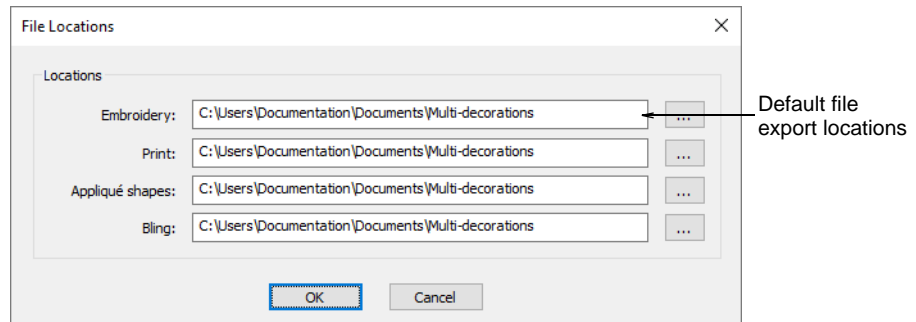 File Locations
Locations
Embroidery: C:\Users\Documentation\Documents\Multi-decorations ...
Print: C:\Users\Documentation\Documents\Multi-decorations ...
Appliqué shapes: C:\Users\Documentation\Documents\Multi-decorations ...
Bling: C:\Users\Documentation\Documents\Multi-decorations ...
OK Cancel
Default file
export locations